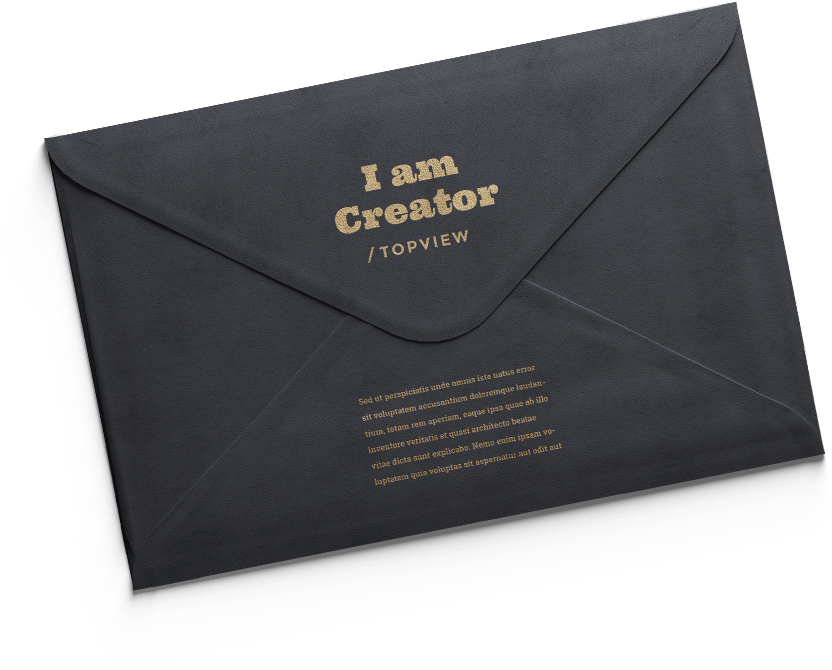 I am
Creator
/TOPVIEW
Sed ut perspiciatis unde omnis iste natus error
sit voluptatem accusantium doloremque laudan-
tium, totam rem aperiam, eaque ipsa quae ab illo
inventore veritatis et quasi architecto beatae
vitae dicta sunt explicabo. Nemo enim ipsam vo-
luptatem quia voluptas sit aspernatur aut odit aut